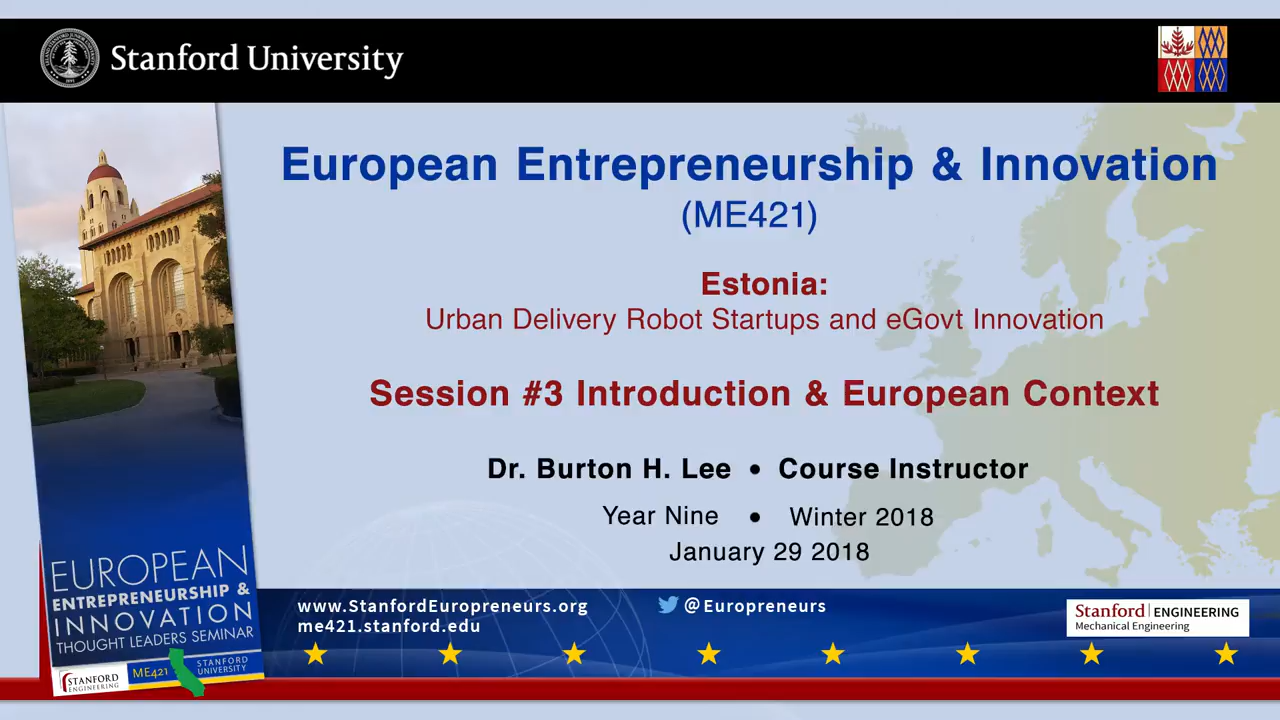 Stanford University
European Entrepreneurship & Innovation
(ME421)
Estonia:
Urban Delivery Robot Startups and eGovt Innovation
Session #3 Introduction & European Context
Dr. Burton H. Lee • Course Instructor
Year Nine • Winter 2018
January 29 2018
EUROPEAN
ENTREPRENEURSHIP &
INNOVATION
THOUGHT LEADERS SEMINAR
STANFORD
ENGINEERING
ME421
STANFORD
UNIVERSITY
www.StanfordEuropreneurs.org
@Europreneurs
me421.stanford.edu
Stanford | ENGINEERING
Mechanical Engineering